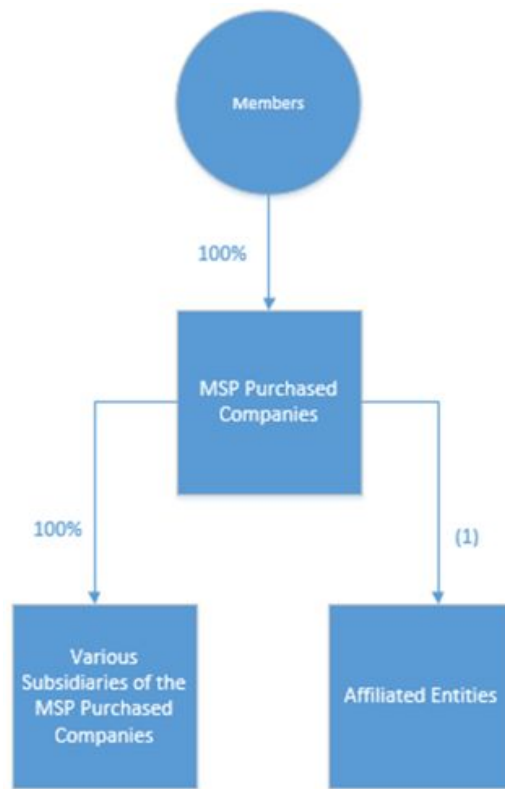 Members
100%
MSP Purchased
Companies
100%
(1)
Various
Subsidiaries of the
MSP Purchased
Companies
Affiliated Entities